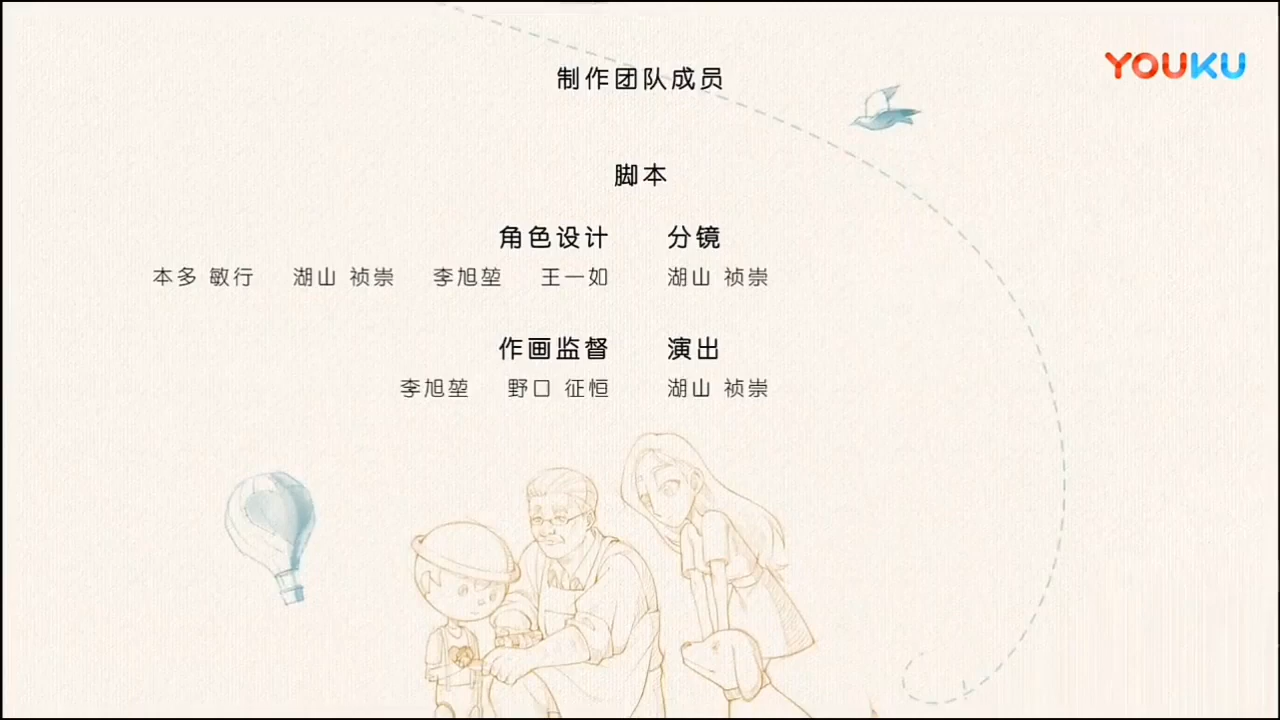 YOUKU
制作团队成员
脚本
角色设计 分镜
本多 敏行 湖山 祯崇 李旭堃 王一如 湖山 祯崇
作画监督 演出
李旭堃 野口 征恒 湖山 祯崇